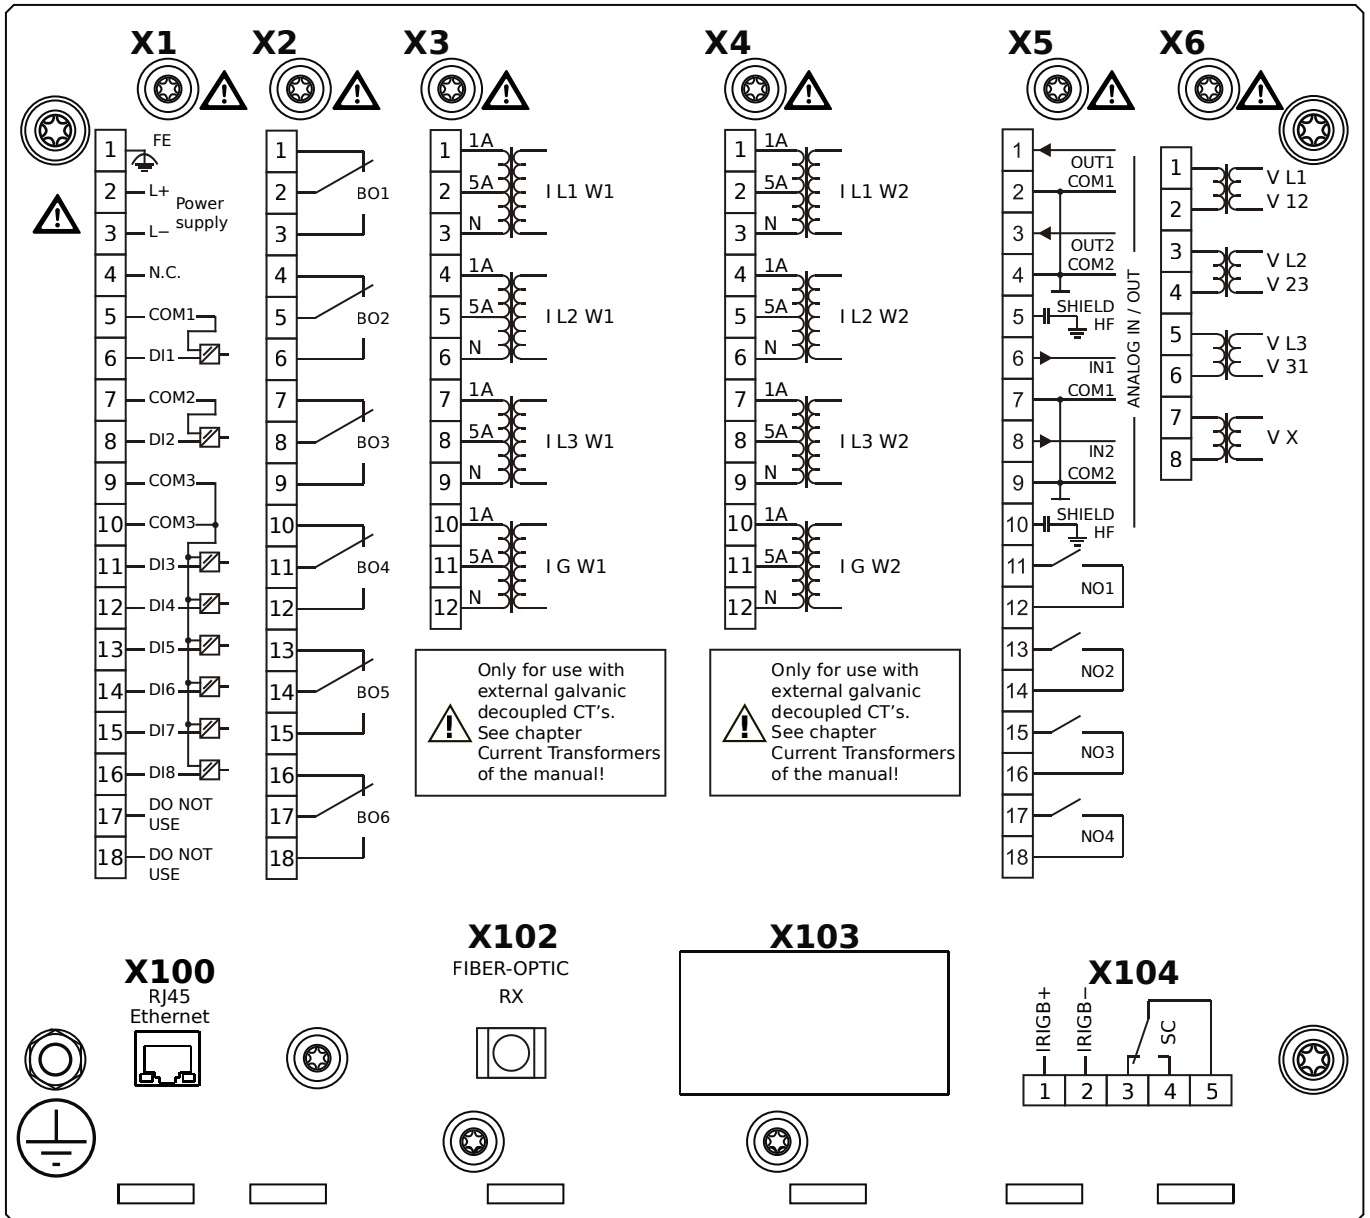 X1
X2
X3
X4
X5
X6
1 FE
2 L+
Power
supply
3 L−
4 N.C.
5 COM1
6 DI1
7 COM2
8 DI2
9 COM3
10 COM3
11 DI3
12 DI4
13 DI5
14 DI6
15 DI7
16 DI8
17 DO NOT
USE
18 DO NOT
USE
1
2 BO1
3
4
5 BO2
6
7
8 BO3
9
10
11 BO4
12
13
14 BO5
15
16
17 BO6
18
1 1A
2 5A I L1 W1
3 N
4 1A
5 5A I L2 W1
6 N
7 1A
8 5A I L3 W1
9 N
10 1A
11 5A I G W1
12 N
Only for use with
external galvanic
decoupled CT's.
See chapter
Current Transformers
of the manual!
1 1A
2 5A I L1 W2
3 N
4 1A
5 5A I L2 W2
6 N
7 1A
8 5A I L3 W2
9 N
10 1A
11 5A I G W2
12 N
Only for use with
external galvanic
decoupled CT's.
See chapter
Current Transformers
of the manual!
1
OUT1
2 COM1
3
OUT2
4 COM2
5 SHIELD
HF
6
IN1
7 COM1
8
IN2
9 COM2
10 SHIELD
HF
ANALOG IN / OUT
11
NO1
12
13
NO2
14
15
NO3
16
17
NO4
18
1 V L1
2 V 12
3 V L2
4 V 23
5 V L3
6 V 31
7 V X
8
X100
RJ45
Ethernet
X102
FIBER-OPTIC
RX
X103
X104
IRIGB+
IRIGB−
SC
1 2 3 4 5